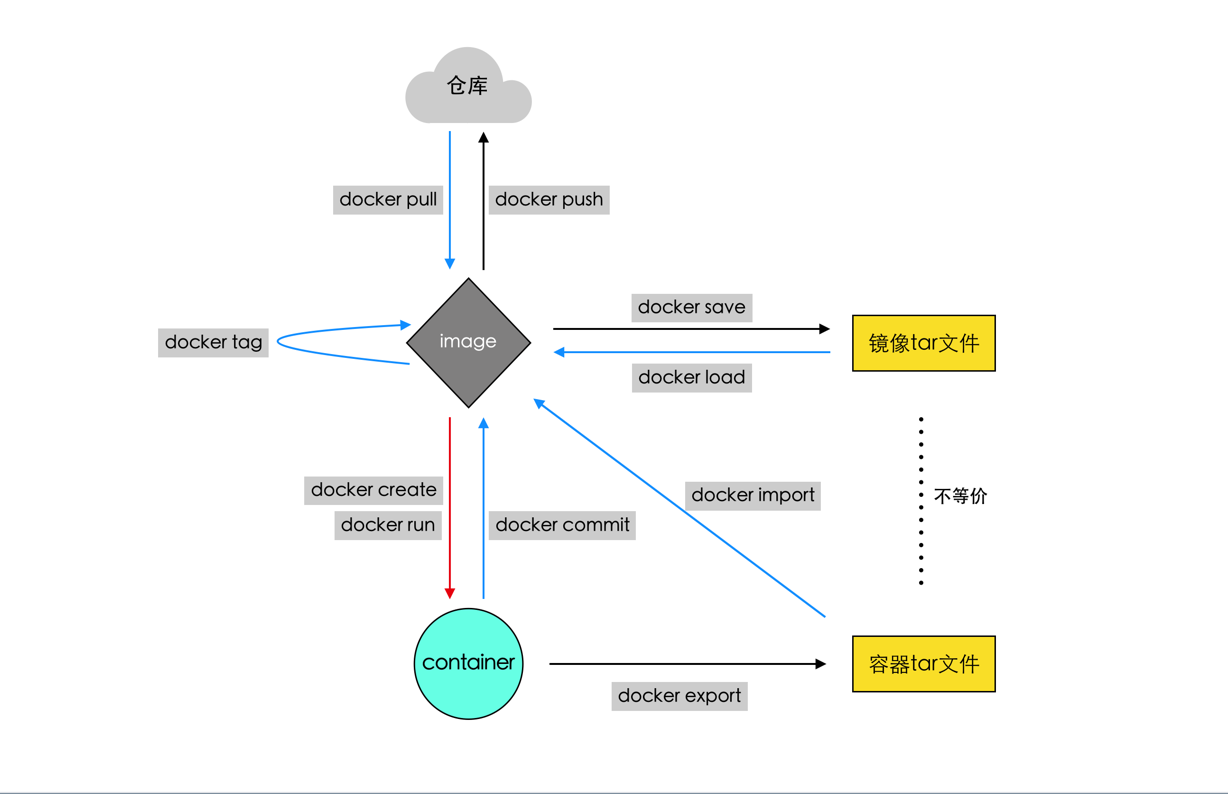 仓库
docker pull
docker push
docker save
docker tag
image
镜像tar文件
docker load
docker create
docker import
不等价
docker run
docker commit
container
容器tar文件
docker export